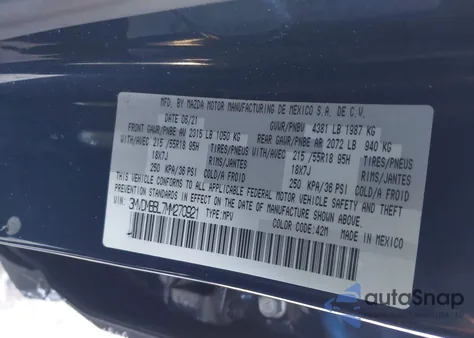 MFD. BY MAZDA MOTOR MANUFACTURING DE MEXICO S.A. DE C.V.
DATE 06/21 GVWR/PNBV 4381 LB 1987 KG
FRONT GAWR/PNBE AV 2315 LB 1050 KG REAR GAWR/PNBE AR 2072 LB 940 KG
WITH 215 /55R18 95H TIRES/PNEUS WITH 215 /55R18 95H TIRES/PNEUS
18X7J RIMS/JANTES 18X7J RIMS/JANTES
250 KPA/36 PSI COLD/A FROID 250 KPA/36 PSI COLD/A FROID
THIS VEHICLE CONFORMS TO ALL APPLICABLE FEDERAL MOTOR VEHICLE SAFETY AND THEFT
PREVENTION STANDARDS IN EFFECT ON THE DATE OF MANUFACTURE SHOWN ABOVE.
VIN: TYPE: MPV COLOR CODE: 42M MADE IN MEXICO
autoSnap